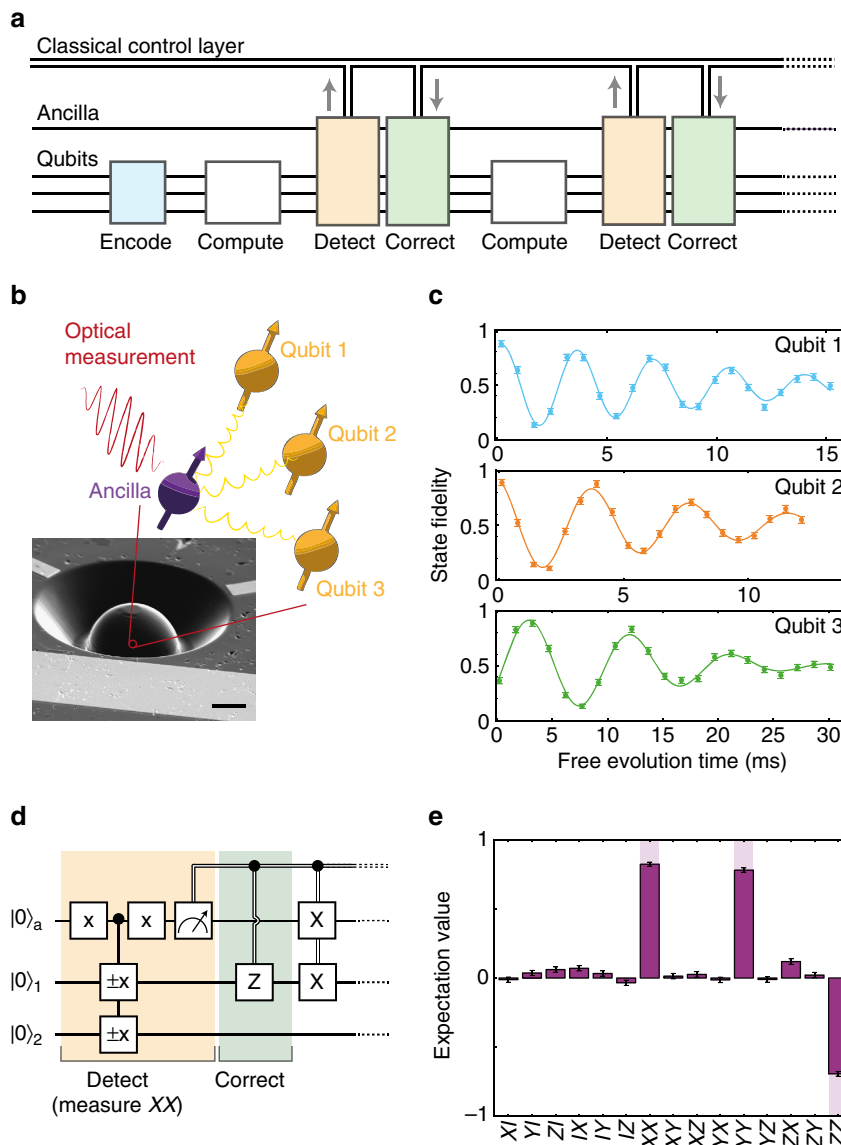 a
Classical control layer
Ancilla
Qubits
Encode
Compute
Detect
Correct
Compute
Detect
Correct
b
Optical
measurement
Qubit 1
Qubit 2
Ancilla
Qubit 3
c
State fidelity
1
0.5
0
Qubit 1
0 5 10 15
1
0.5
0
Qubit 2
0 5 10
1
0.5
0
Qubit 3
0 5 10 15 20 25 30
Free evolution time (ms)
d
|0⟩a
x
x
X
|0⟩1
±x
Z
X
|0⟩2
±x
Detect
(measure XX)
Correct
e
Expectation value
1
0
−1
XI YI ZI IX IY IZ XX XY XZ YX YY YZ ZX ZY ZZ